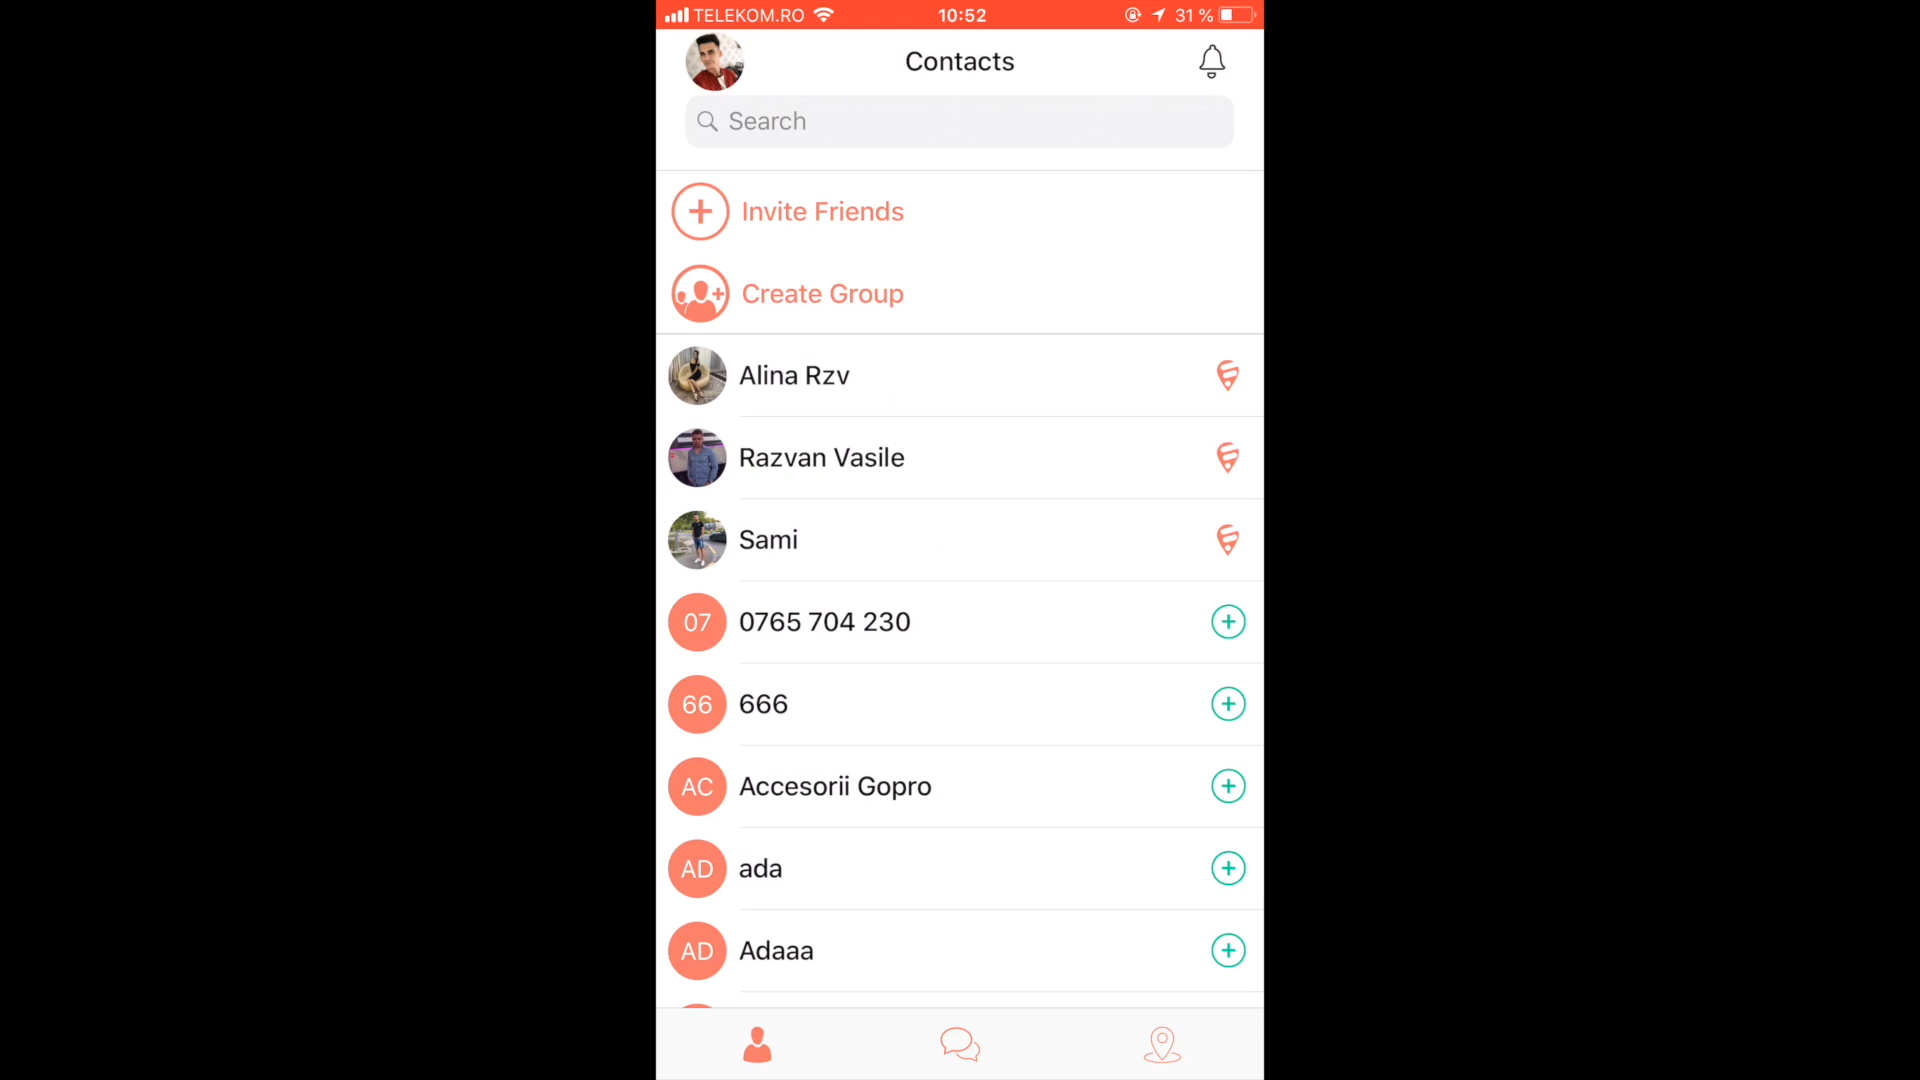 TELEKOM.RO 10:52 31 %
Contacts
Search
Invite Friends
Create Group
Alina Rzv
Razvan Vasile
Sami
07 0765 704 230
66 666
AC Accesorii Gopro
AD ada
AD Adaaa